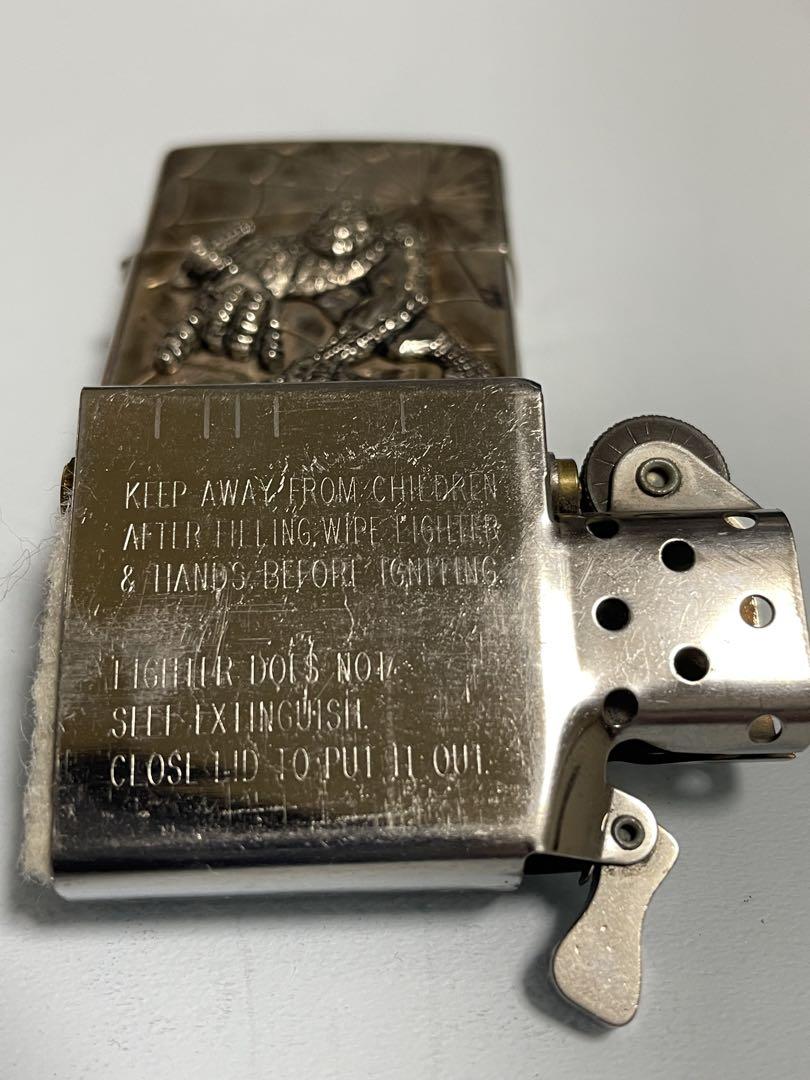 KEEP AWAY FROM CHILDREN
AFTER FILLING, WIPE LIGHTER
& HANDS BEFORE IGNITING.
LIGHTER DOES NOT
SELF EXTINGUISH.
CLOSE LID TO PUT IT OUT.